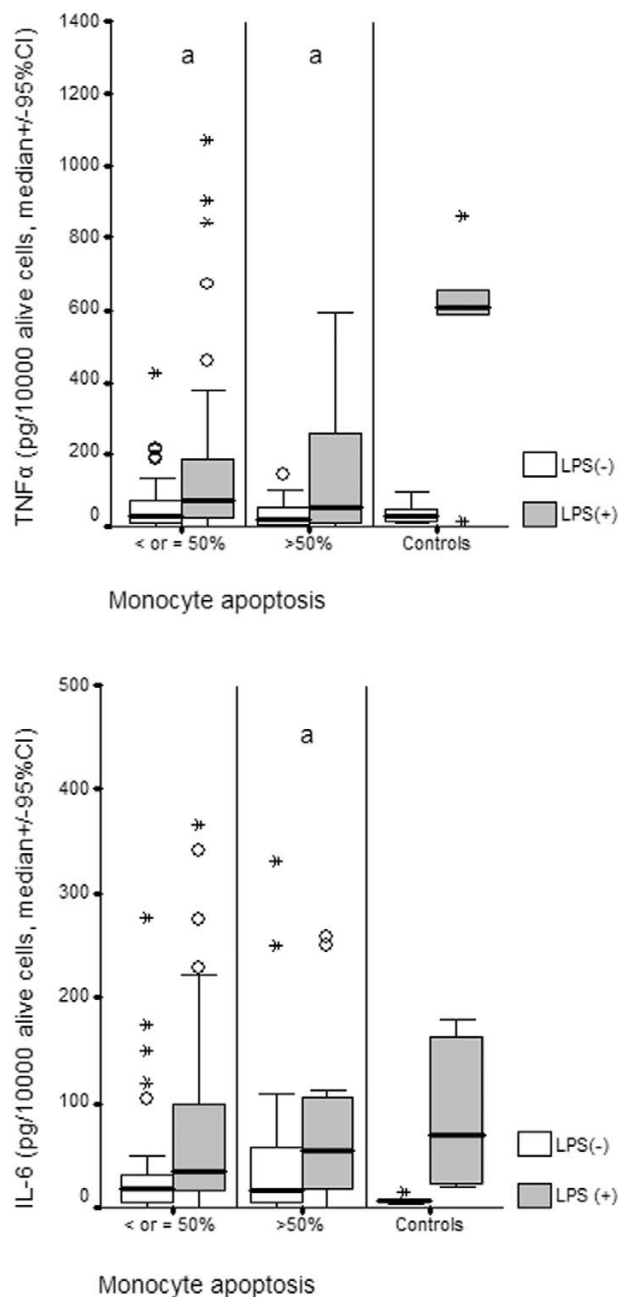 TNFα (pg/10000 alive cells, median+/-95%CI)
1400
1200
1000
800
600
400
200
0
a
a
< or = 50%
>50%
Controls
LPS(-)
LPS(+)
Monocyte apoptosis
IL-6 (pg/10000 alive cells, median+/-95%CI)
500
400
300
200
100
0
a
< or = 50%
>50%
Controls
LPS(-)
LPS (+)
Monocyte apoptosis